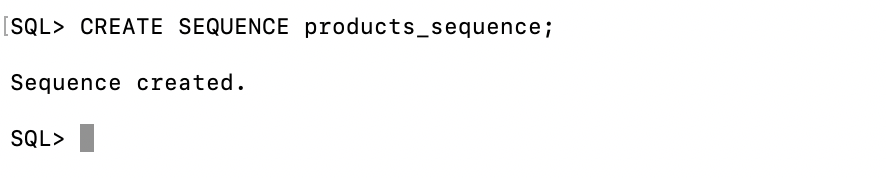 [SQL> CREATE SEQUENCE products_sequence;
Sequence created.
SQL>